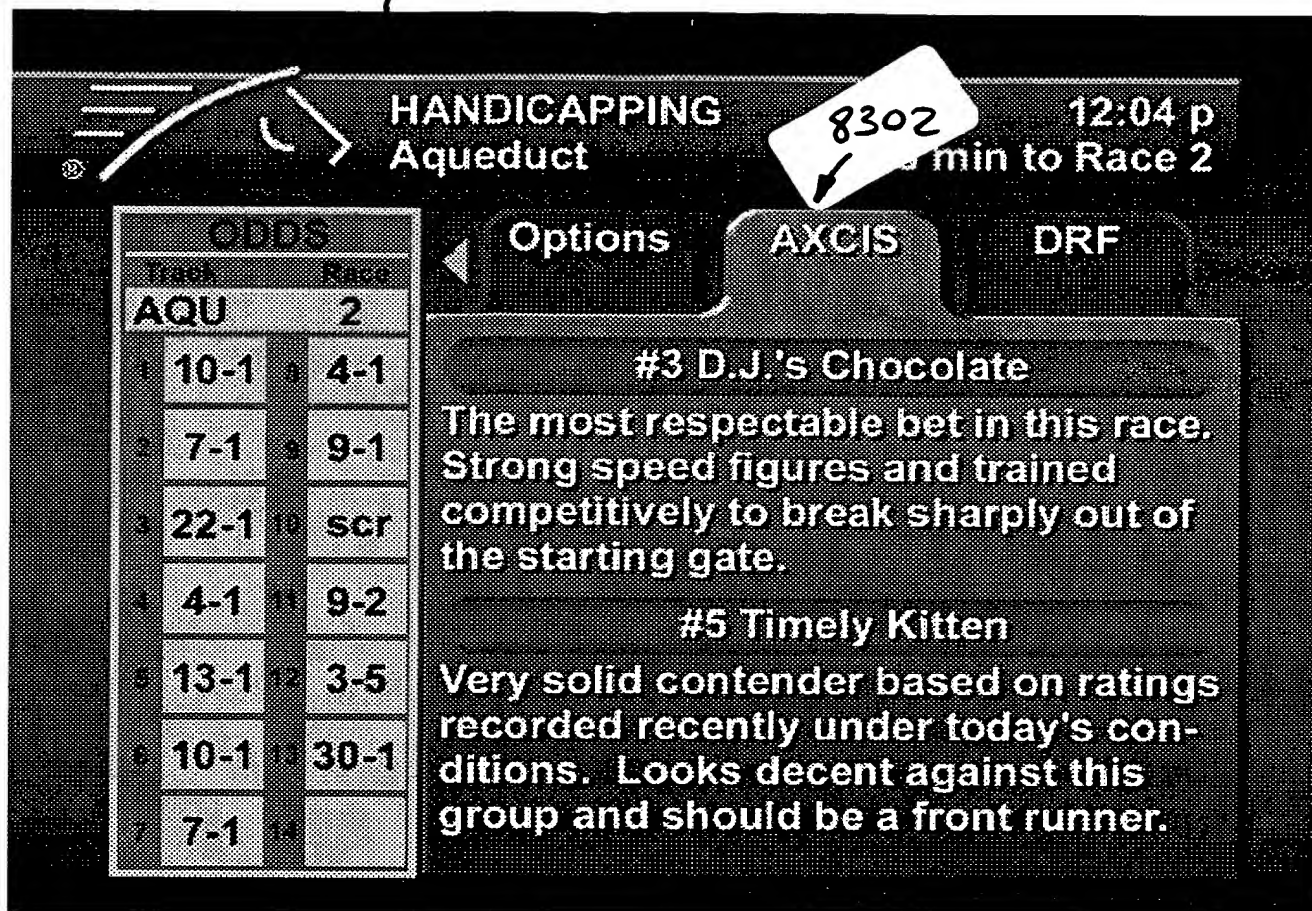 HANDICAPPING
Aqueduct
8302
12:04 p
min to Race 2
ODDS
Track Race
AQU 2
1 10-1 8 4-1
2 7-1 9 9-1
3 22-1 10 scr
4 4-1 11 9-2
5 13-1 12 3-5
6 10-1 13 30-1
7 7-1 14
Options
AXCIS
DRF
#3 D.J.'s Chocolate
The most respectable bet in this race.
Strong speed figures and trained
competitively to break sharply out of
the starting gate.
#5 Timely Kitten
Very solid contender based on ratings
recorded recently under today's con-
ditions. Looks decent against this
group and should be a front runner.